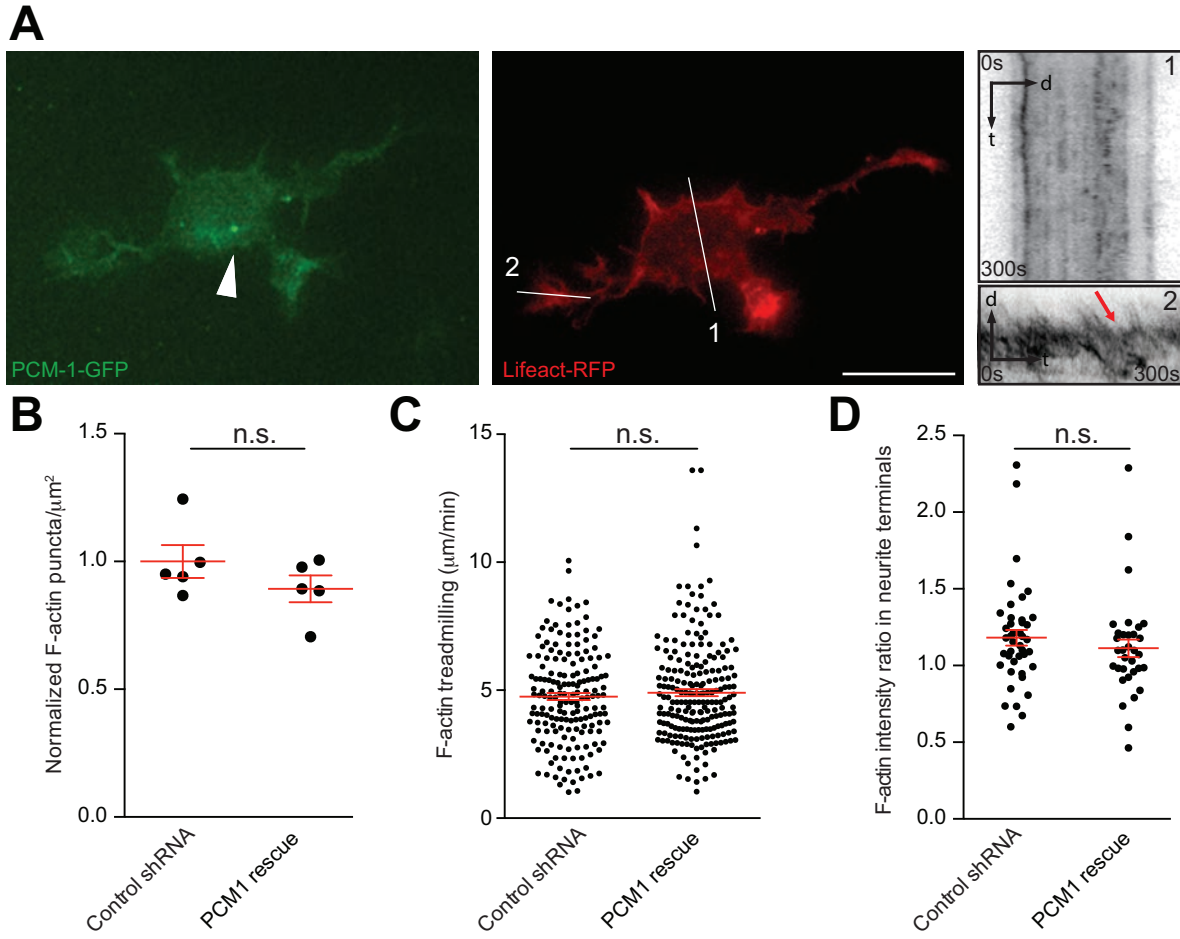 A
PCM-1-GFP
Lifeact-RFP
2
1
0s
1
d
t
300s
d
2
t
0s
300s
B
n.s.
Normalized F-actin puncta/μm²
1.5
1.0
0.5
0.0
Control shRNA
PCM1 rescue
C
n.s.
F-actin treadmilling (μm/min)
15
10
5
0
Control shRNA
PCM1 rescue
D
n.s.
F-actin intensity ratio in neurite terminals
2.5
2.0
1.5
1.0
0.5
0.0
Control shRNA
PCM1 rescue